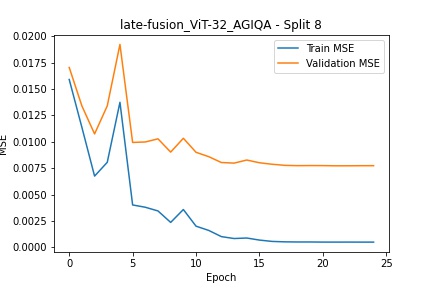 late-fusion_ViT-32_AGIQA - Split 8
Train MSE
Validation MSE
0.0200
0.0175
0.0150
0.0125
0.0100
0.0075
0.0050
0.0025
0.0000
MSE
0 5 10 15 20 25
Epoch